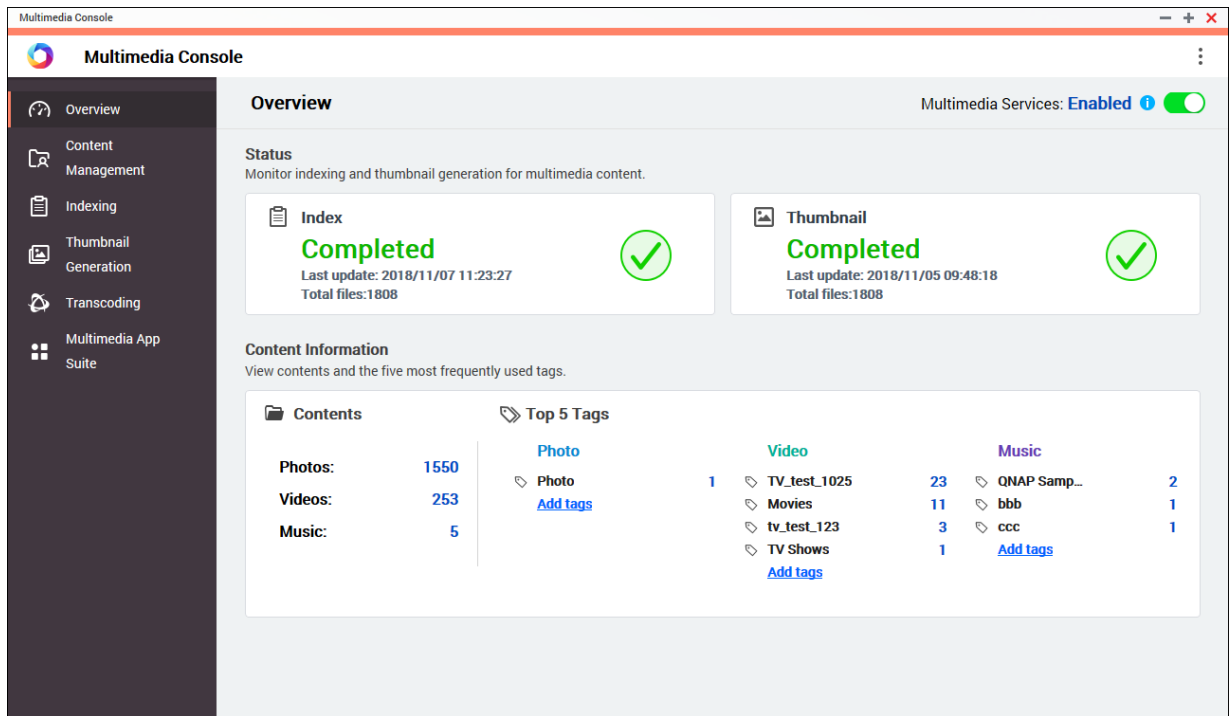 Multimedia Console
Multimedia Console
Overview
Content
Management
Indexing
Thumbnail
Generation
Transcoding
Multimedia App
Suite
Overview
Multimedia Services: Enabled
Status
Monitor indexing and thumbnail generation for multimedia content.
Index
Completed
Last update: 2018/11/07 11:23:27
Total files:1808
Thumbnail
Completed
Last update: 2018/11/05 09:48:18
Total files:1808
Content Information
View contents and the five most frequently used tags.
Contents
Photos: 1550
Videos: 253
Music: 5
Top 5 Tags
Photo
Photo 1
Add tags
Video
TV_test_1025 23
Movies 11
tv_test_123 3
TV Shows 1
Add tags
Music
QNAP Samp... 2
bbb 1
ccc 1
Add tags